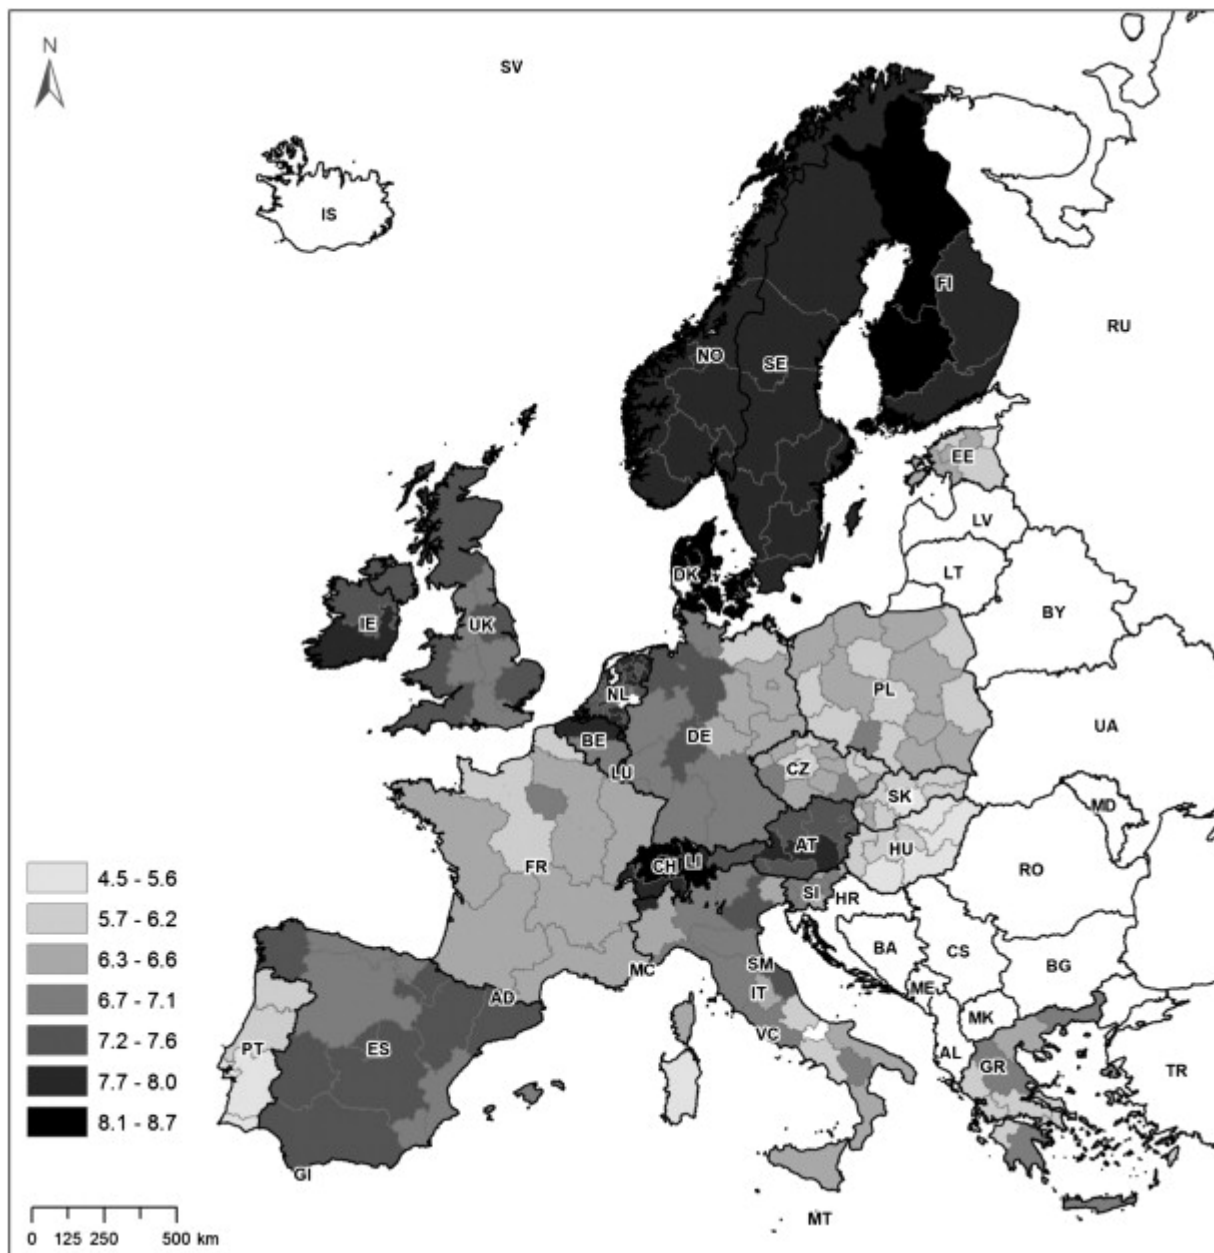 N
SV
IS
FI
RU
NO
SE
EE
LV
DK
LT
IE
UK
BY
NL
PL
BE
DE
UA
LU
CZ
SK
MD
AT
HU
FR
CH
LI
RO
SI
HR
BA
CS
SM
MC
BG
IT
AD
ME
VC
MK
PT
ES
AL
GR
TR
GI
MT
4.5 - 5.6
5.7 - 6.2
6.3 - 6.6
6.7 - 7.1
7.2 - 7.6
7.7 - 8.0
8.1 - 8.7
0 125 250 500 km